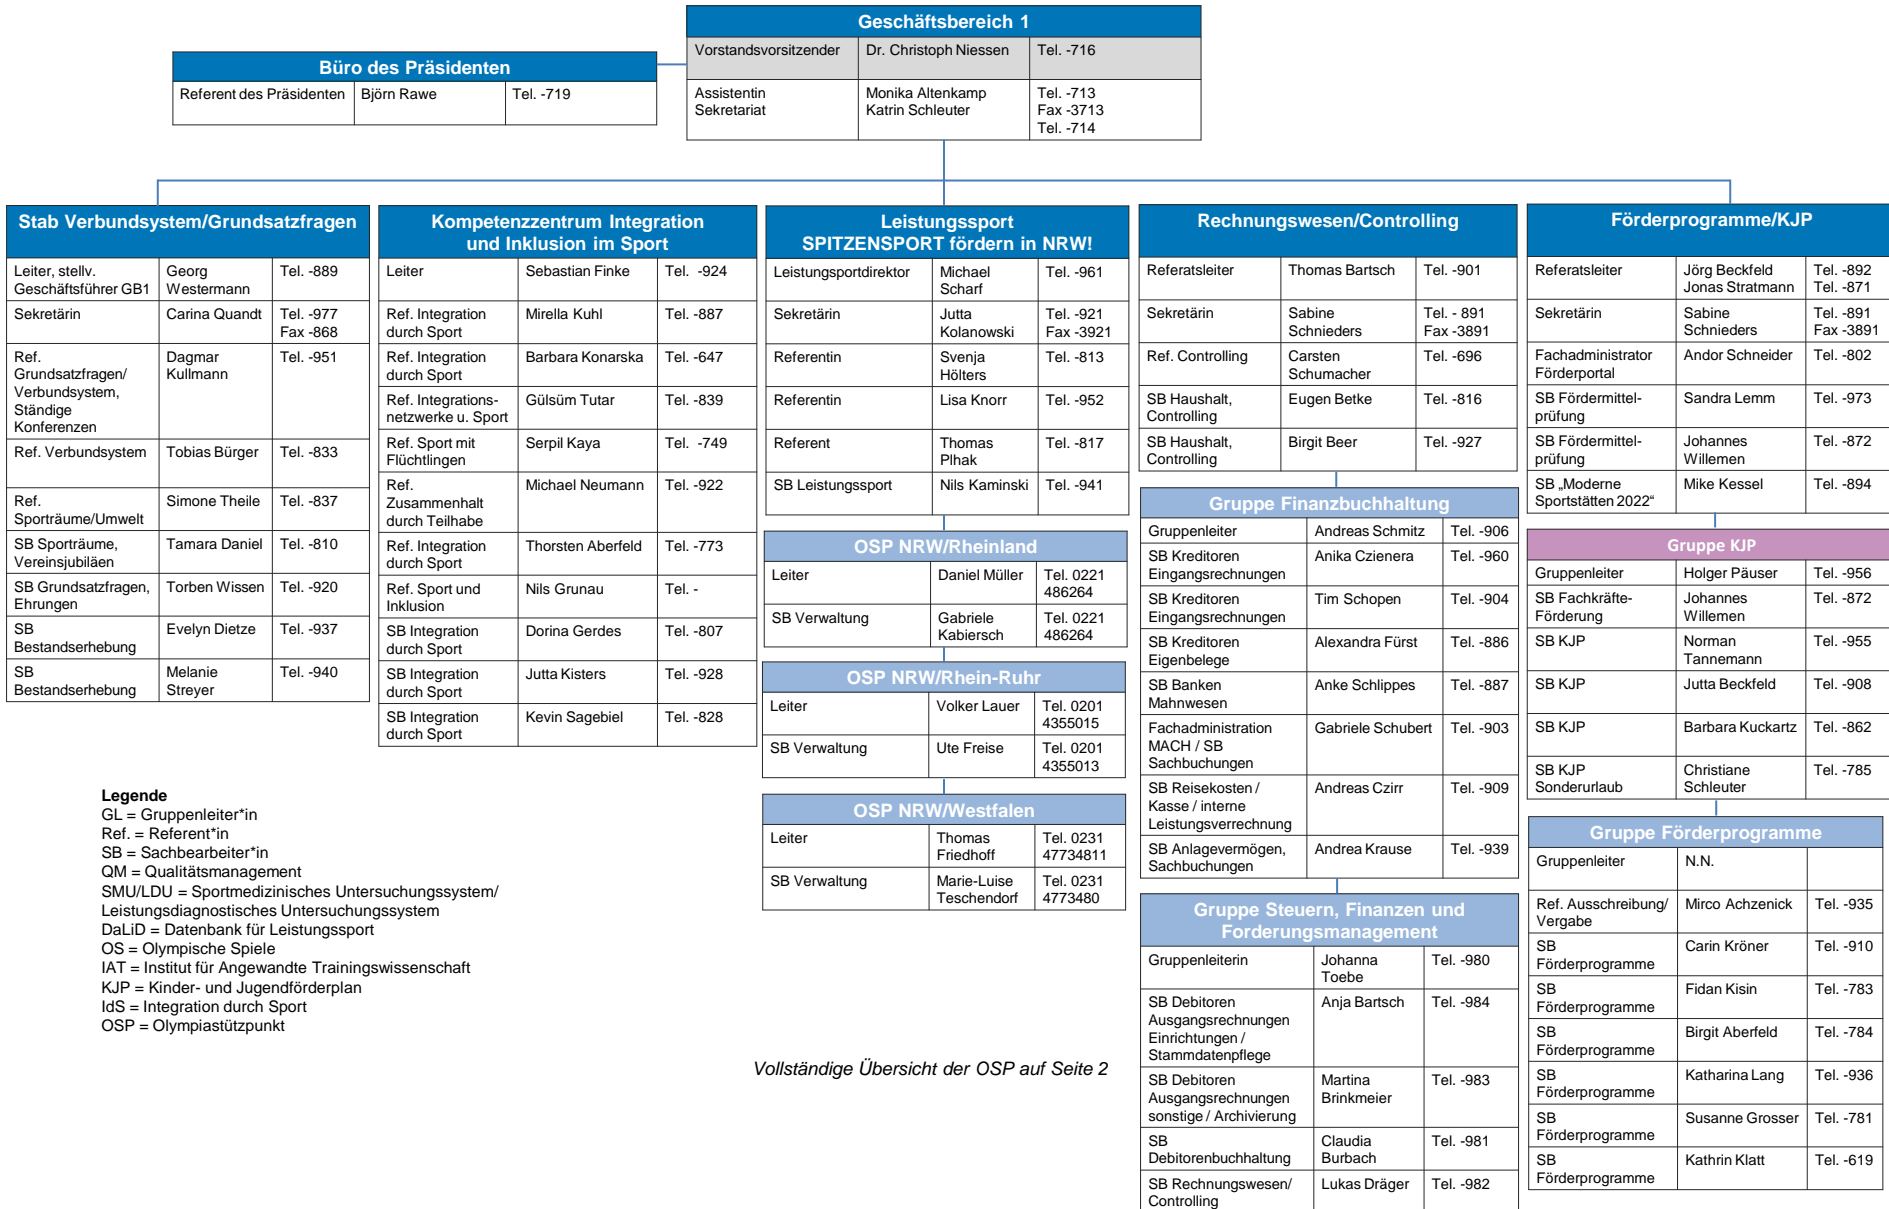 Geschäftsbereich 1
Vorstandsvorsitzender Dr. Christoph Niessen Tel. -716
Assistentin Monika Altenkamp Tel. -713
Sekretariat Katrin Schleuter Fax -3713
Tel. -714
Büro des Präsidenten
Referent des Präsidenten Björn Rawe Tel. -719
Stab Verbundsystem/Grundsatzfragen
Leiter, stellv. Georg Tel. -889
Geschäftsführer GB1 Westermann
Sekretärin Carina Quandt Tel. -977
Fax -868
Ref. Dagmar Tel. -951
Grundsatzfragen/ Kullmann
Verbundsystem,
Ständige
Konferenzen
Ref. Verbundsystem Tobias Bürger Tel. -833
Ref. Simone Theile Tel. -837
Sporträume/Umwelt
SB Sporträume, Tamara Daniel Tel. -810
Vereinsjubiläen
SB Grundsatzfragen, Torben Wissen Tel. -920
Ehrungen
SB Evelyn Dietze Tel. -937
Bestandserhebung
SB Melanie Tel. -940
Bestandserhebung Streyer
Kompetenzzentrum Integration
und Inklusion im Sport
Leiter Sebastian Finke Tel. -924
Ref. Integration Mirella Kuhl Tel. -887
durch Sport
Ref. Integration Barbara Konarska Tel. -647
durch Sport
Ref. Integrations- Gülsüm Tutar Tel. -839
netzwerke u. Sport
Ref. Sport mit Serpil Kaya Tel. -749
Flüchtlingen
Ref. Michael Neumann Tel. -922
Zusammenhalt
durch Teilhabe
Ref. Integration Thorsten Aberfeld Tel. -773
durch Sport
Ref. Sport und Nils Grunau Tel. -
Inklusion
SB Integration Dorina Gerdes Tel. -807
durch Sport
SB Integration Jutta Kisters Tel. -928
durch Sport
SB Integration Kevin Sagebiel Tel. -828
durch Sport
Leistungssport
SPITZENSPORT fördern in NRW!
Leistungsportdirektor Michael Tel. -961
Scharf
Sekretärin Jutta Tel. -921
Kolanowski Fax -3921
Referentin Svenja Tel. -813
Hölters
Referentin Lisa Knorr Tel. -952
Referent Thomas Tel. -817
Plhak
SB Leistungssport Nils Kaminski Tel. -941
OSP NRW/Rheinland
Leiter Daniel Müller Tel. 0221
486264
SB Verwaltung Gabriele Tel. 0221
Kabiersch 486264
OSP NRW/Rhein-Ruhr
Leiter Volker Lauer Tel. 0201
4355015
SB Verwaltung Ute Freise Tel. 0201
4355013
OSP NRW/Westfalen
Leiter Thomas Tel. 0231
Friedhoff 47734811
SB Verwaltung Marie-Luise Tel. 0231
Teschendorf 4773480
Rechnungswesen/Controlling
Referatsleiter Thomas Bartsch Tel. -901
Sekretärin Sabine Tel. - 891
Schnieders Fax -3891
Ref. Controlling Carsten Tel. -696
Schumacher
SB Haushalt, Eugen Betke Tel. -816
Controlling
SB Haushalt, Birgit Beer Tel. -927
Controlling
Gruppe Finanzbuchhaltung
Gruppenleiter Andreas Schmitz Tel. -906
SB Kreditoren Anika Czienera Tel. -960
Eingangsrechnungen
SB Kreditoren Tim Schopen Tel. -904
Eingangsrechnungen
SB Kreditoren Alexandra Fürst Tel. -886
Eigenbelege
SB Banken Anke Schlippes Tel. -887
Mahnwesen
Fachadministration Gabriele Schubert Tel. -903
MACH / SB
Sachbuchungen
SB Reisekosten / Andreas Czirr Tel. -909
Kasse / interne
Leistungsverrechnung
SB Anlagevermögen, Andrea Krause Tel. -939
Sachbuchungen
Gruppe Steuern, Finanzen und
Forderungsmanagement
Gruppenleiterin Johanna Tel. -980
Toebe
SB Debitoren Anja Bartsch Tel. -984
Ausgangsrechnungen
Einrichtungen /
Stammdatenpflege
SB Debitoren Martina Tel. -983
Ausgangsrechnungen Brinkmeier
sonstige / Archivierung
SB Claudia Tel. -981
Debitorenbuchhaltung Burbach
SB Rechnungswesen/ Lukas Dräger Tel. -982
Controlling
Förderprogramme/KJP
Referatsleiter Jörg Beckfeld Tel. -892
Jonas Stratmann Tel. -871
Sekretärin Sabine Tel. -891
Schnieders Fax -3891
Fachadministrator Andor Schneider Tel. -802
Förderportal
SB Fördermittel- Sandra Lemm Tel. -973
prüfung
SB Fördermittel- Johannes Tel. -872
prüfung Willemen
SB „Moderne Mike Kessel Tel. -894
Sportstätten 2022“
Gruppe KJP
Gruppenleiter Holger Päuser Tel. -956
SB Fachkräfte- Johannes Tel. -872
Förderung Willemen
SB KJP Norman Tel. -955
Tannemann
SB KJP Jutta Beckfeld Tel. -908
SB KJP Barbara Kuckartz Tel. -862
SB KJP Christiane Tel. -785
Sonderurlaub Schleuter
Gruppe Förderprogramme
Gruppenleiter N.N.
Ref. Ausschreibung/ Mirco Achzenick Tel. -935
Vergabe
SB Carin Kröner Tel. -910
Förderprogramme
SB Fidan Kisin Tel. -783
Förderprogramme
SB Birgit Aberfeld Tel. -784
Förderprogramme
SB Katharina Lang Tel. -936
Förderprogramme
SB Susanne Grosser Tel. -781
Förderprogramme
SB Kathrin Klatt Tel. -619
Förderprogramme
Legende
GL = Gruppenleiter*in
Ref. = Referent*in
SB = Sachbearbeiter*in
QM = Qualitätsmanagement
SMU/LDU = Sportmedizinisches Untersuchungssystem/
Leistungsdiagnostisches Untersuchungssystem
DaLiD = Datenbank für Leistungssport
OS = Olympische Spiele
IAT = Institut für Angewandte Trainingswissenschaft
KJP = Kinder- und Jugendförderplan
IdS = Integration durch Sport
OSP = Olympiastützpunkt
Vollständige Übersicht der OSP auf Seite 2